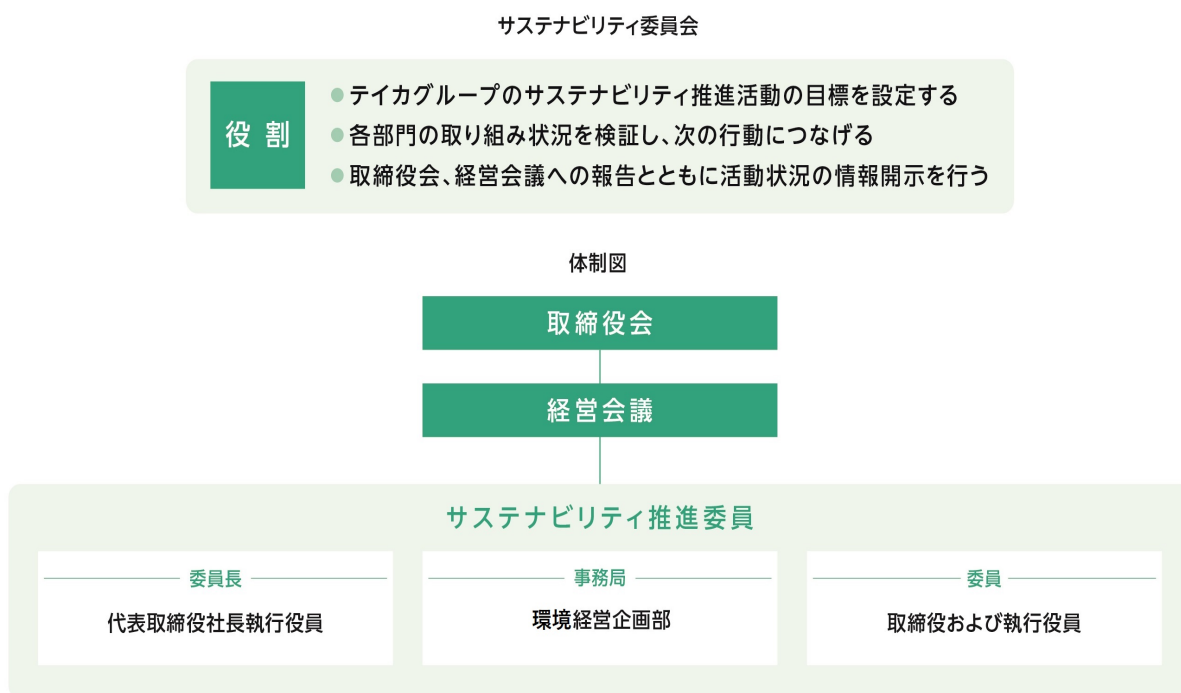 サステナビリティ委員会
役割
●テイカグループのサステナビリティ推進活動の目標を設定する
●各部門の取り組み状況を検証し、次の行動につなげる
●取締役会、経営会議への報告とともに活動状況の情報開示を行う
体制図
取締役会
経営会議
サステナビリティ推進委員
委員長
代表取締役社長執行役員
事務局
環境経営企画部
委員
取締役および執行役員